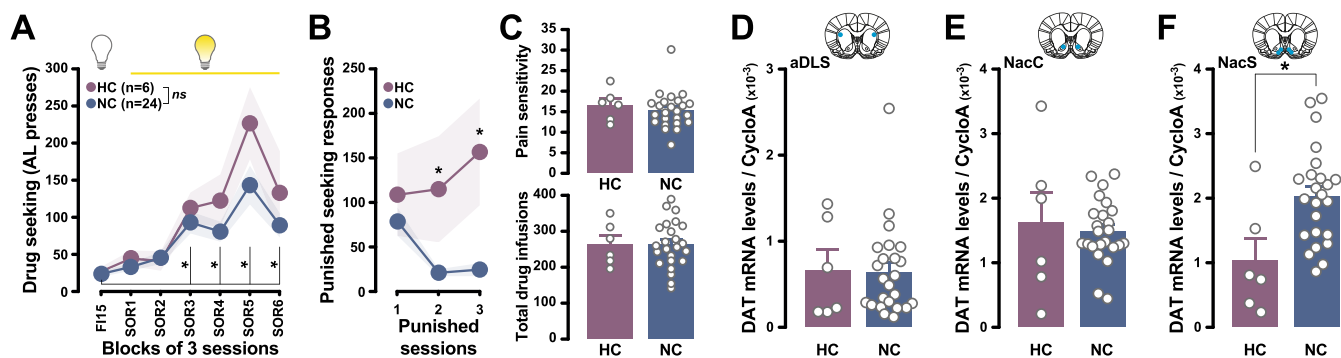 A
HC (n=6)
NC (n=24)
ns
Drug seeking (AL presses)
300
250
200
150
100
50
0
* * * *
FI15 SOR1 SOR2 SOR3 SOR4 SOR5 SOR6
Blocks of 3 sessions
B
HC
NC
Punished seeking responses
250
200
150
100
50
0
* *
1 2 3
Punished
sessions
C
Pain sensitivity
35
30
25
20
15
10
5
0
HC NC
Total drug infusions
400
300
200
100
0
HC NC
D
aDLS
DAT mRNA levels / CycloA (x10-3)
3
2
1
0
HC NC
E
NacC
DAT mRNA levels / CycloA (x10-3)
4
3
2
1
0
HC NC
F
NacS
*
DAT mRNA levels / CycloA (x10-3)
4
3
2
1
0
HC NC